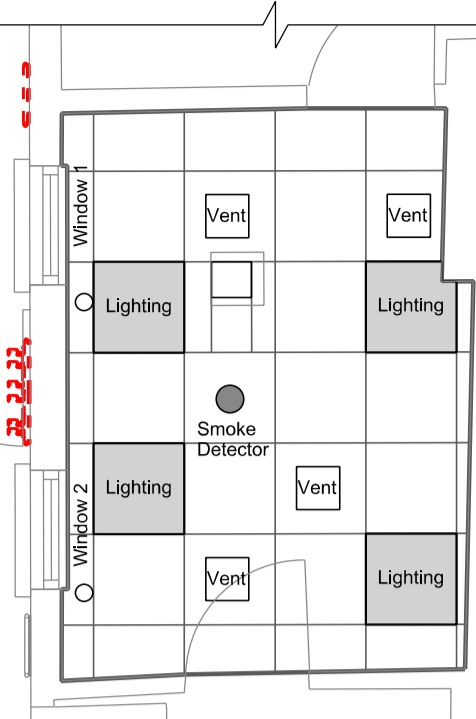 Window 1
Vent
Vent
Lighting
Lighting
Smoke
Detector
Lighting
Window 2
Vent
Vent
Lighting